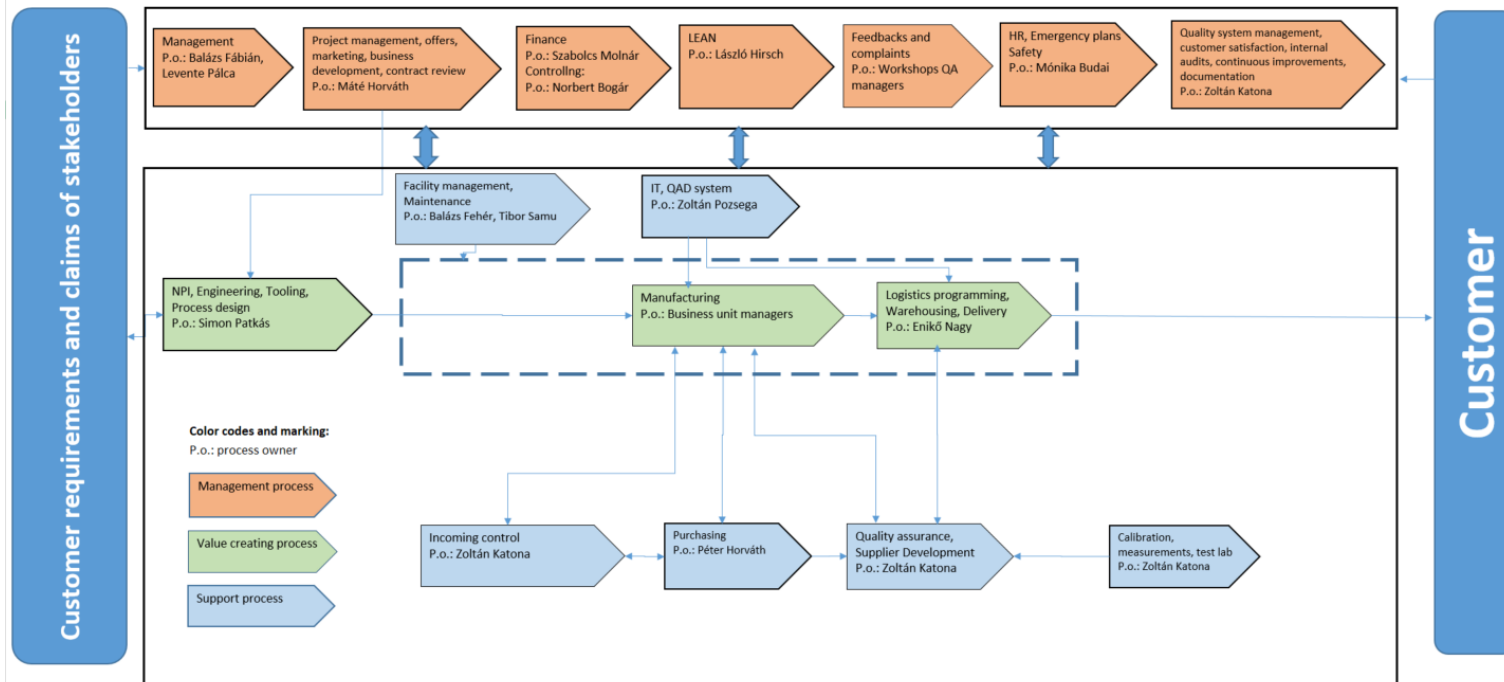 Customer requirements and claims of stakeholders
Management
P.o.: Balázs Fábián,
Levente Pálca
Project management, offers,
marketing, business
development, contract review
P.o.: Máté Horváth
Finance
P.o.: Szabolcs Molnár
Controllng:
P.o.: Norbert Bogár
LEAN
P.o.: László Hirsch
Feedbacks and
complaints
P.o.: Workshops QA
managers
HR, Emergency plans
Safety
P.o.: Mónika Budai
Quality system management,
customer satisfaction, internal
audits, continuous improvements,
documentation
P.o.: Zoltán Katona
Facility management,
Maintenance
P.o.: Balázs Fehér, Tibor Samu
IT, QAD system
P.o.: Zoltán Pozsega
NPI, Engineering, Tooling,
Process design
P.o.: Simon Patkás
Manufacturing
P.o.: Business unit managers
Logistics programming,
Warehousing, Delivery
P.o.: Enikő Nagy
Color codes and marking:
P.o.: process owner
Management process
Value creating process
Support process
Incoming control
P.o.: Zoltán Katona
Purchasing
P.o.: Péter Horváth
Quality assurance,
Supplier Development
P.o.: Zoltán Katona
Calibration,
measurements, test lab
P.o.: Zoltán Katona
Customer